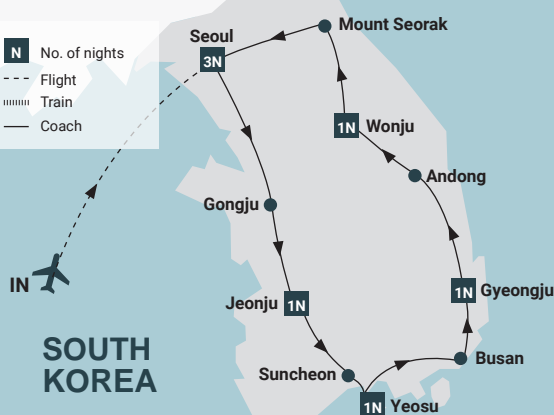 N No. of nights
Flight
Train
Coach
Seoul
3N
Mount Seorak
1N Wonju
Andong
Gongju
Jeonju 1N
1N Gyeongju
Suncheon
Busan
1N Yeosu
IN
SOUTH
KOREA